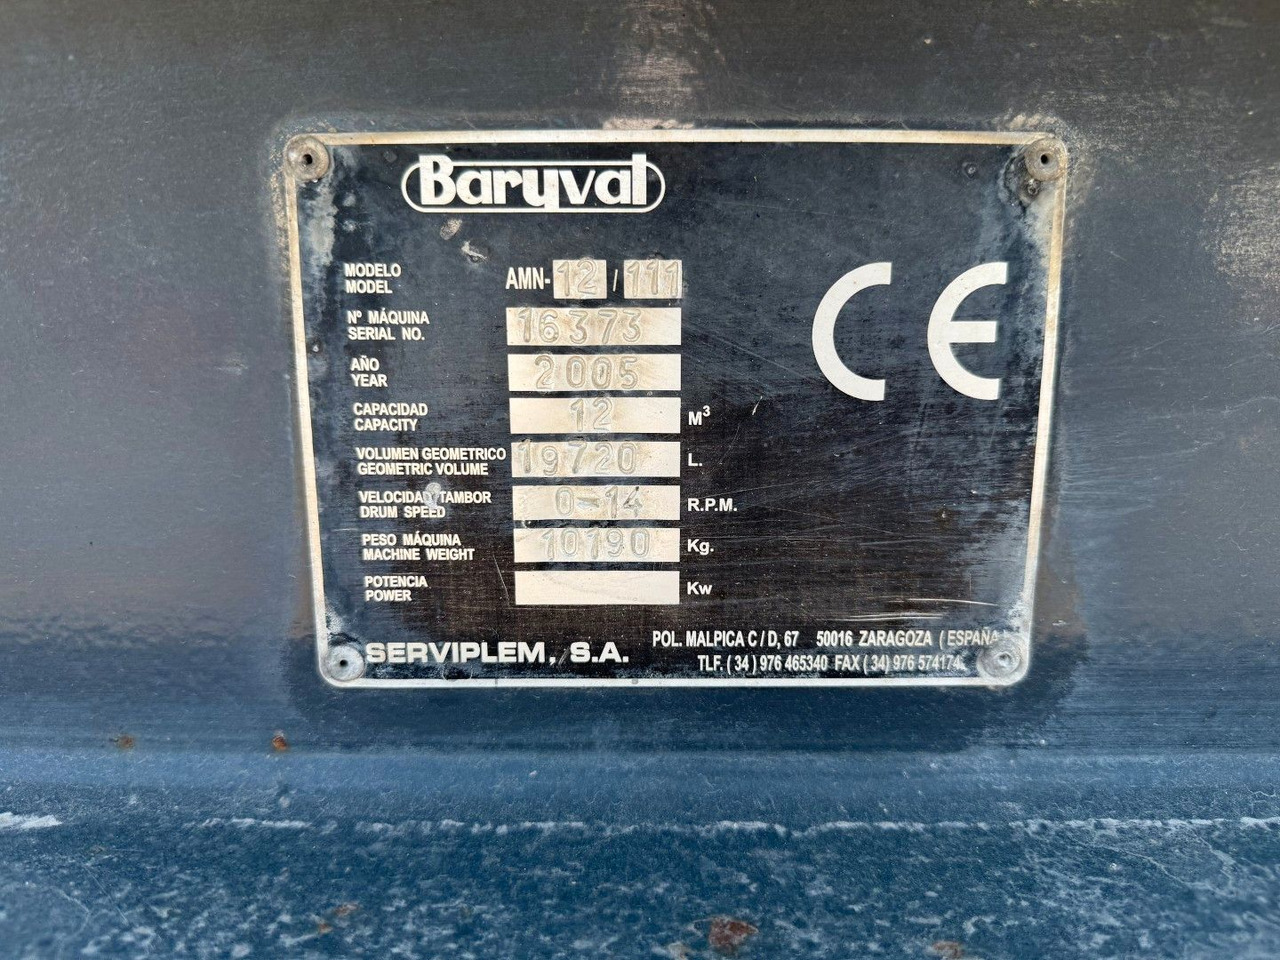 Baryval
MODELO
MODEL
AMN-12/111
Nº MÁQUINA
SERIAL NO.
16373
AÑO
YEAR
2005
CAPACIDAD
CAPACITY
12 M³
VOLUMEN GEOMETRICO
GEOMETRIC VOLUME
19720 L.
VELOCIDAD TAMBOR
DRUM SPEED
0-14 R.P.M.
PESO MÁQUINA
MACHINE WEIGHT
10190 Kg.
POTENCIA
POWER
Kw
CE
SERVIPLEM, S.A.
POL. MALPICA C/D, 67 50016 ZARAGOZA (ESPAÑA
TLF. (34) 976 465340 FAX (34) 976 574174